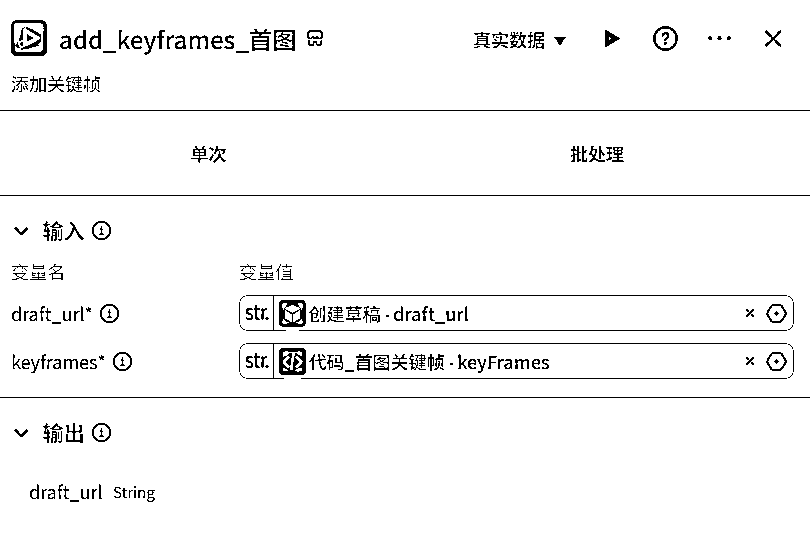 add_keyframes_首图 真实数据
添加关键帧
单次 批处理
输入
变量名 变量值
draft_url* str. 创建草稿 - draft_url
keyframes* str. 代码_首图关键帧 - keyFrames
输出
draft_url String